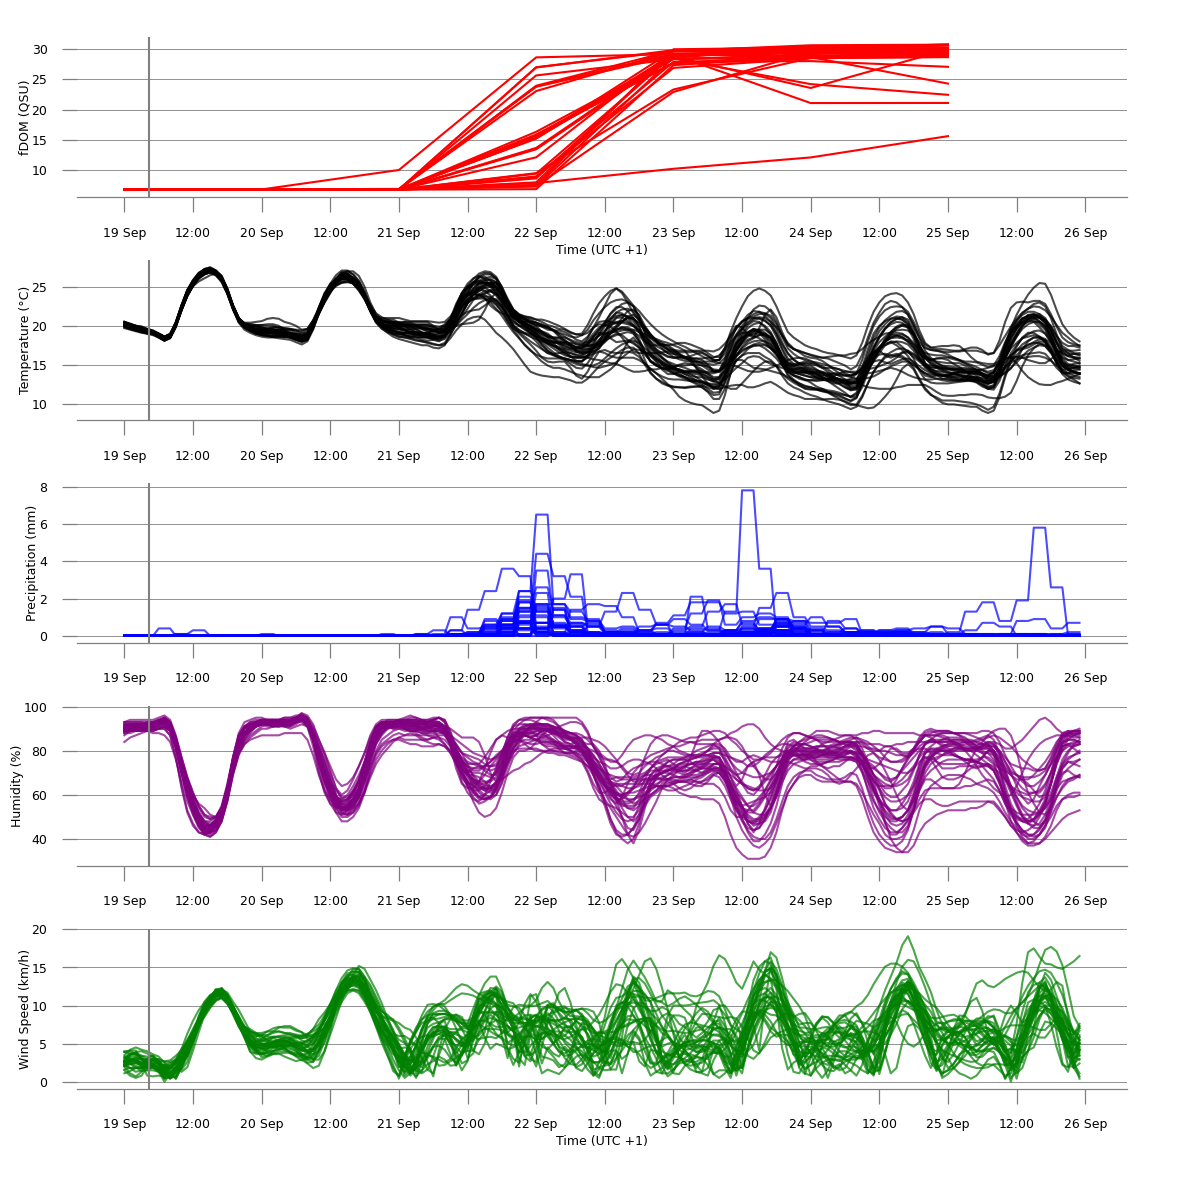 30
25
20
15
10
fDOM (QSU)
19 Sep 12:00 20 Sep 12:00 21 Sep 12:00 22 Sep 12:00 23 Sep 12:00 24 Sep 12:00 25 Sep 12:00 26 Sep
Time (UTC +1)
25
20
15
10
Temperature (°C)
19 Sep 12:00 20 Sep 12:00 21 Sep 12:00 22 Sep 12:00 23 Sep 12:00 24 Sep 12:00 25 Sep 12:00 26 Sep
8
6
4
2
0
Precipitation (mm)
19 Sep 12:00 20 Sep 12:00 21 Sep 12:00 22 Sep 12:00 23 Sep 12:00 24 Sep 12:00 25 Sep 12:00 26 Sep
100
80
60
40
Humidity (%)
19 Sep 12:00 20 Sep 12:00 21 Sep 12:00 22 Sep 12:00 23 Sep 12:00 24 Sep 12:00 25 Sep 12:00 26 Sep
20
15
10
5
0
Wind Speed (km/h)
19 Sep 12:00 20 Sep 12:00 21 Sep 12:00 22 Sep 12:00 23 Sep 12:00 24 Sep 12:00 25 Sep 12:00 26 Sep
Time (UTC +1)